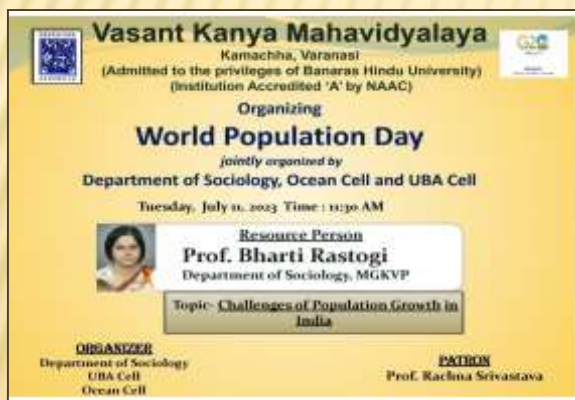 Vasant Kanya Mahavidyalaya
Kamachha, Varanasi
(Admitted to the privileges of Banaras Hindu University)
(Institution Accredited 'A' by NAAC)
G20
Organizing
World Population Day
jointly organized by
Department of Sociology, Ocean Cell and UBA Cell
Tuesday, July 11, 2023 Time : 11:30 AM
Resource Person
Prof. Bharti Rastogi
Department of Sociology, MGKVP
Topic- Challenges of Population Growth in
India
ORGANIZER
Department of Sociology
UBA Cell
Ocean Cell
PATRON
Prof. Rachna Srivastava